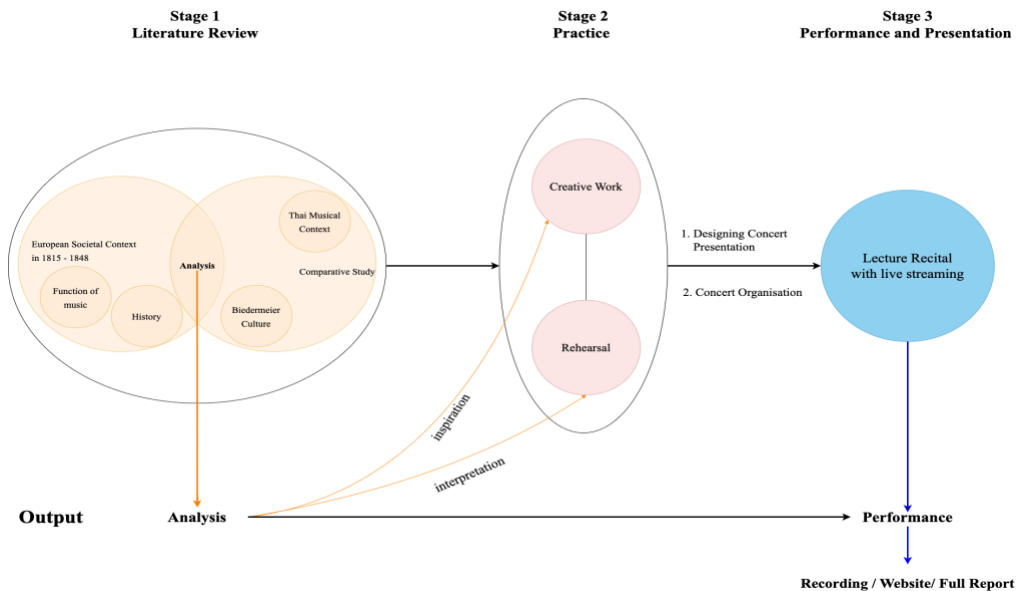 Stage 1
Literature Review
Stage 2
Practice
Stage 3
Performance and Presentation
European Societal Context
in 1815 - 1848
Function of
music
History
Analysis
Thai Musical
Context
Comparative Study
Biedermeier
Culture
Creative Work
Rehearsal
1. Designing Concert
Presentation
2. Concert Organisation
Lecture Recital
with live streaming
inspiration
interpretation
Output
Analysis
Performance
Recording / Website/ Full Report